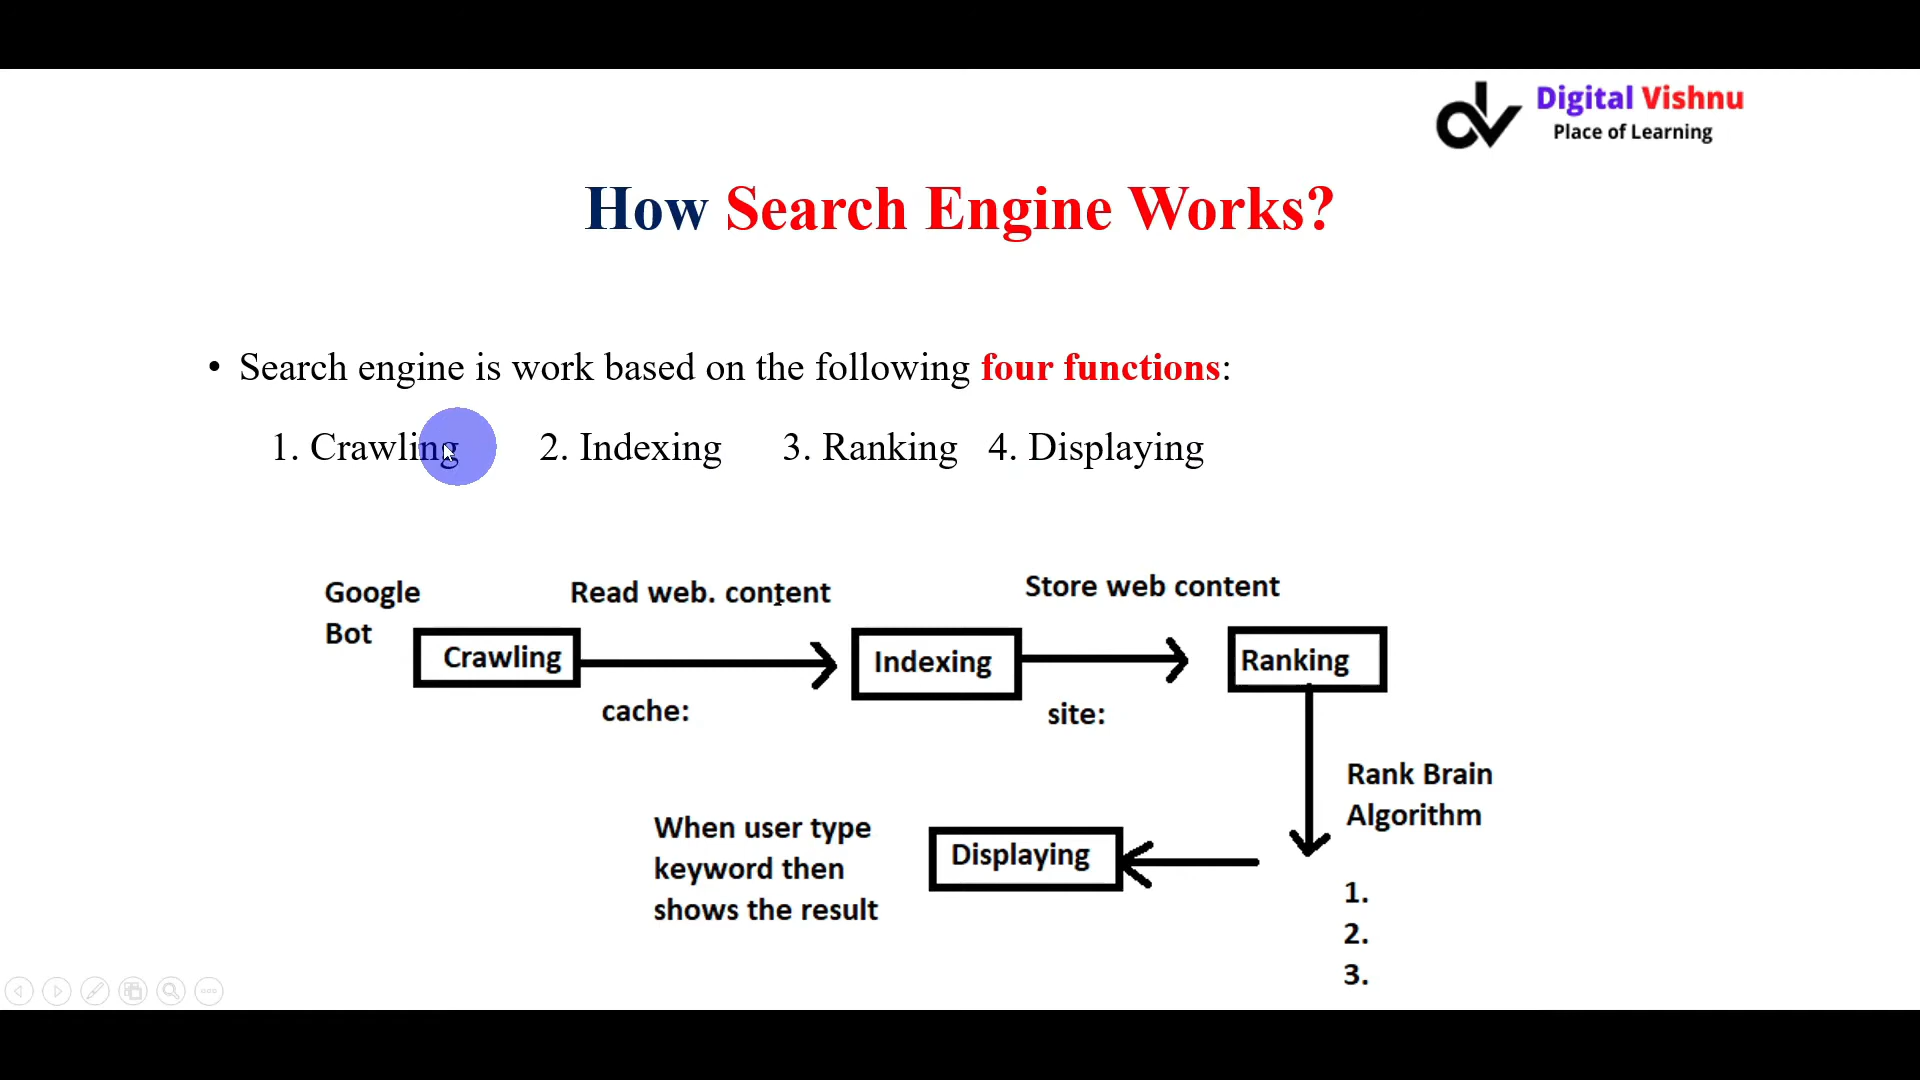 Digital Vishnu
Place of Learning
How Search Engine Works?
• Search engine is work based on the following four functions:
1. Crawling 2. Indexing 3. Ranking 4. Displaying
Google
Bot
Read web. content
Store web content
Crawling
Indexing
Ranking
cache:
site:
Rank Brain
Algorithm
When user type
keyword then
shows the result
Displaying
1.
2.
3.